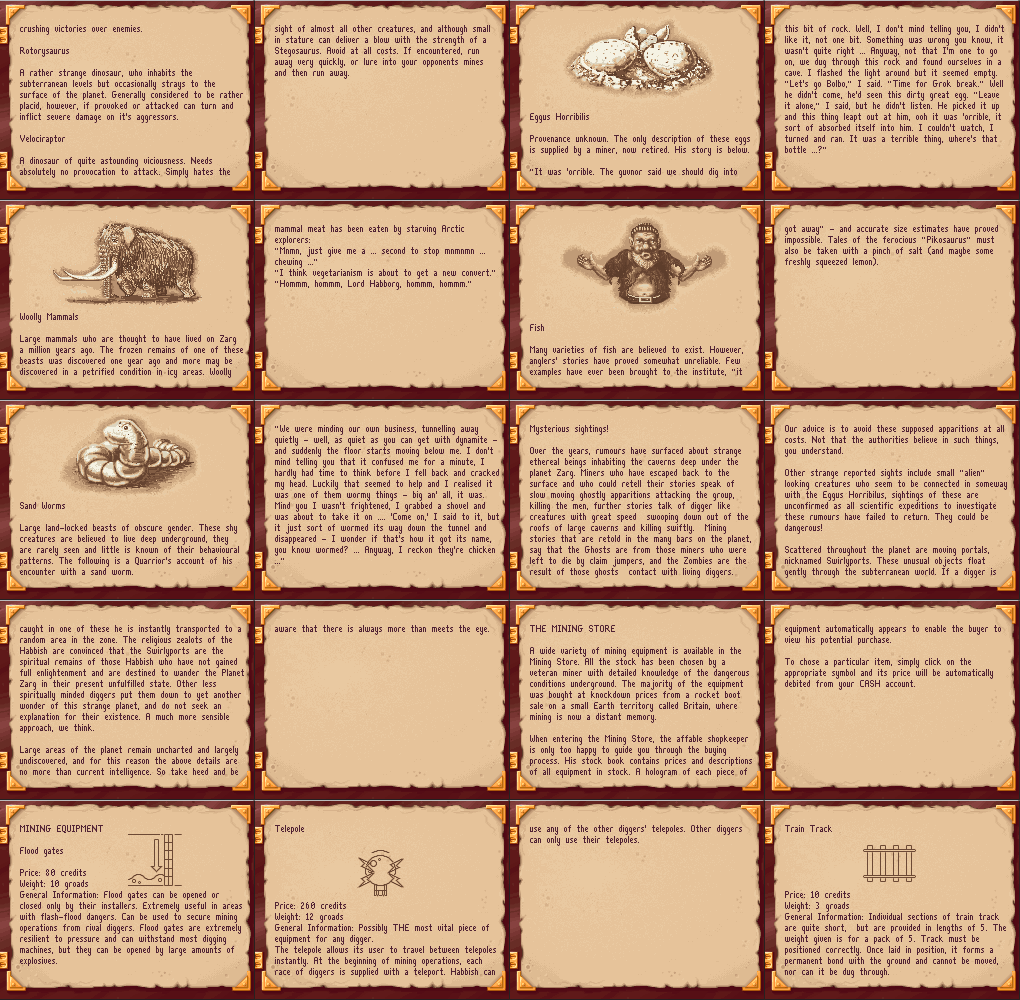 crushing victories over enemies.
Rotorysaurus
A rather strange dinosaur, who inhabits the
subterranean levels but occasionally strays to the
surface of the planet. Generally considered to be rather
placid, however, if provoked or attacked can turn and
inflict severe damage on it's aggressors.
Velociraptor
A dinosaur of quite astounding viciousness. Needs
absolutely no provocation to attack. Simply hates the
sight of almost all other creatures, and although small
in stature can deliver a blow with the strength of a
Stegosaurus. Avoid at all costs. If encountered, run
away very quickly, or lure into your opponents mines
and then run away.
Eggus Horribilis
Provenance unknown. The only description of these eggs
is supplied by a miner, now retired. His story is below.
"It was 'orrible. The guvnor said we should dig into
this bit of rock. Well, I don't mind telling you, I didn't
like it, not one bit. Something was wrong you know, it
wasn't quite right ... Anyway, not that I'm one to go
on, we dug through this rock and found ourselves in a
cave. I flashed the light around but it seemed empty.
"Let's go Bolbo," I said. "Time for Grok break." Well
he didn't come, he'd seen this dirty great egg. "Leave
it alone," I said, but he didn't listen. He picked it up
and this thing leapt out at him, ooh it was 'orrible, it
sort of absorbed itself into him. I couldn't watch, I
turned and ran. It was a terrible thing, where's that
bottle ...?"
Woolly Mammals
Large mammals who are thought to have lived on Zarg
a million years ago. The frozen remains of one of these
beasts was discovered one year ago and more may be
discovered in a petrified condition in icy areas. Woolly
mammal meat has been eaten by starving Arctic
explorers:
"Mmmn, just give me a ... second to stop mnmnmn ...
chewing ..."
"I think vegetarianism is about to get a new convert."
"Hommm, hommm, Lord Habborg, hommm, hommm."
Fish
Many varieties of fish are believed to exist. However,
anglers' stories have proved somewhat unreliable. Few
examples have ever been brought to the institute, "it
got away" - and accurate size estimates have proved
impossible. Tales of the ferocious "Pikosaurus" must
also be taken with a pinch of salt (and maybe some
freshly squeezed lemon).
Sand Worms
Large land-locked beasts of obscure gender. These shy
creatures are believed to live deep underground, they
are rarely seen and little is known of their behavioural
patterns. The following is a Quarrior's account of his
encounter with a sand worm.
"We were minding our own business, tunnelling away
quietly - well, as quiet as you can get with dynamite -
and suddenly the floor starts moving below me. I don't
mind telling you that it confused me for a minute, I
hardly had time to think before I fell back and cracked
my head. Luckily that seemed to help and I realised it
was one of them wormy things - big an' all, it was.
Mind you I wasn't frightened, I grabbed a shovel and
was about to take it on .... 'Come on,' I said to it, but
it just sort of wormed its way down the tunnel and
disappeared - I wonder if that's how it got its name,
you know wormed? ... Anyway, I reckon they're chicken
..."
Mysterious sightings!
Over the years, rumours have surfaced about strange
ethereal beings inhabiting the caverns deep under the
planet Zarg. Miners who have escaped back to the
surface and who could retell their stories speak of
slow moving ghostly apparitions attacking the group,
killing the men, further stories talk of digger like
creatures with great speed swooping down out of the
roofs of large caverns and killing swiftly. Mining
stories that are retold in the many bars on the planet,
say that the Ghosts are from those miners who were
left to die by claim jumpers, and the Zombies are the
result of those ghosts contact with living diggers.
Our advice is to avoid these supposed apparitions at all
costs. Not that the authorities believe in such things,
you understand.
Other strange reported sights include small "alien"
looking creatures who seem to be connected in someway
with the Eggus Horribilus, sightings of these are
unconfirmed as all scientific expeditions to investigate
these rumours have failed to return. They could be
dangerous!
Scattered throughout the planet are moving portals,
nicknamed Swirlyports. These unusual objects float
gently through the subterranean world. If a digger is
caught in one of these he is instantly transported to a
random area in the zone. The religious zealots of the
Habbish are convinced that the Swirlyports are the
spiritual remains of those Habbish who have not gained
full enlightenment and are destined to wander the Planet
Zarg in their present unfulfilled state. Other less
spiritually minded diggers put them down to yet another
wonder of this strange planet, and do not seek an
explanation for their existence. A much more sensible
approach, we think.
Large areas of the planet remain uncharted and largely
undiscovered, and for this reason the above details are
no more than current intelligence. So take heed and be
aware that there is always more than meets the eye.
THE MINING STORE
A wide variety of mining equipment is available in the
Mining Store. All the stock has been chosen by a
veteran miner with detailed knowledge of the dangerous
conditions underground. The majority of the equipment
was bought at knockdown prices from a rocket boot
sale on a small Earth territory called Britain, where
mining is now a distant memory.
When entering the Mining Store, the affable shopkeeper
is only too happy to guide you through the buying
process. His stock book contains prices and descriptions
of all equipment in stock. A hologram of each piece of
equipment automatically appears to enable the buyer to
view his potential purchase.
To chose a particular item, simply click on the
appropriate symbol and its price will be automatically
debited from your CASH account.
MINING EQUIPMENT
Flood gates
Price: 80 credits
Weight: 10 groads
General Information: Flood gates can be opened or
closed only by their installers. Extremely useful in areas
with flash-flood dangers. Can be used to secure mining
operations from rival diggers. Flood gates are extremely
resilient to pressure and can withstand most digging
machines, but they can be opened by large amounts of
explosives.
Telepole
Price: 260 credits
Weight: 12 groads
General Information: Possibly THE most vital piece of
equipment for any digger.
The telepole allows its user to travel between telepoles
instantly. At the beginning of mining operations, each
race of diggers is supplied with a teleport. Habbish can
use any of the other diggers' telepoles. Other diggers
can only use their telepoles.
Train Track
Price: 10 credits
Weight: 3 groads
General Information: Individual sections of train track
are quite short, but are provided in lengths of 5. The
weight given is for a pack of 5. Track must be
positioned correctly. Once laid in position, it forms a
permanent bond with the ground and cannot be moved,
nor can it be dug through.